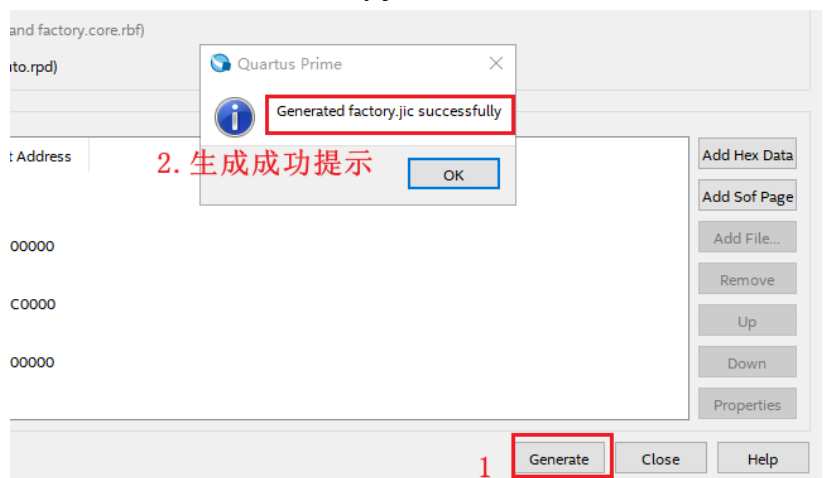 and factory.core.rbf)
ito.rpd)
Quartus Prime
Generated factory.jic successfully
2. 生成成功提示
OK
t Address
00000
C0000
00000
Add Hex Data
Add Sof Page
Add File...
Remove
Up
Down
Properties
1
Generate
Close
Help